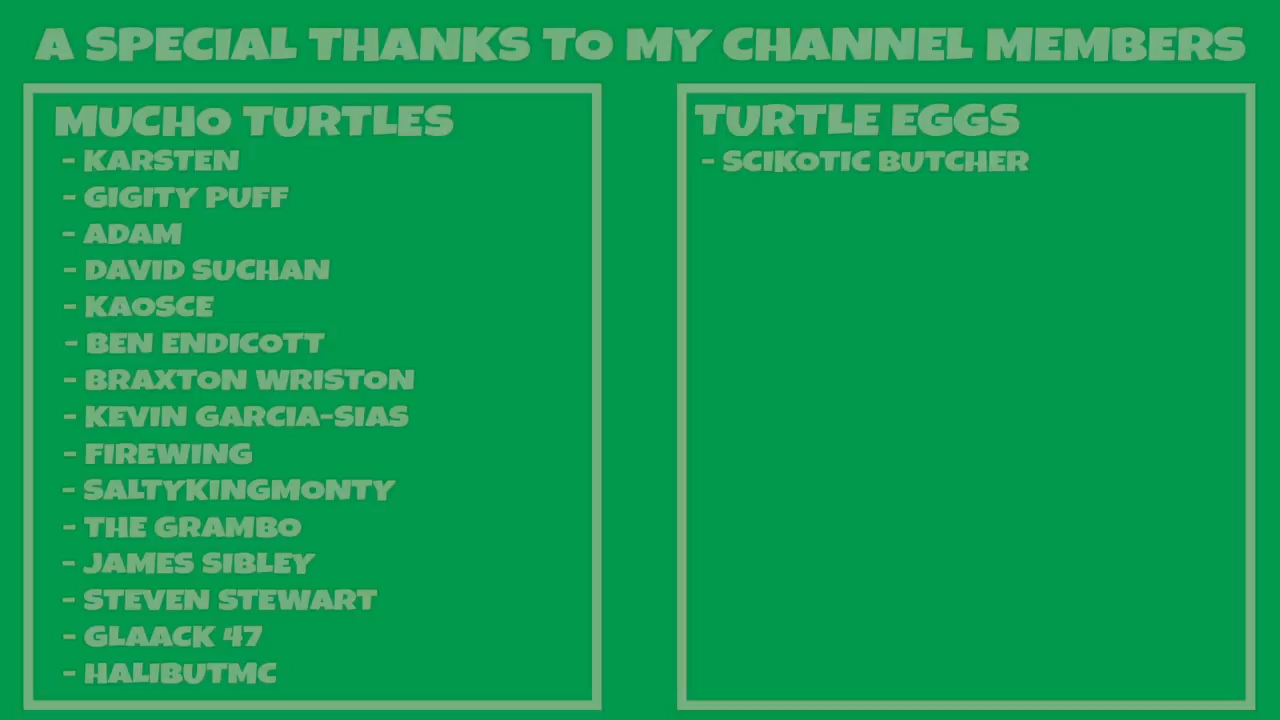 A SPECIAL THANKS TO MY CHANNEL MEMBERS
MUCHO TURTLES
- KARSTEN
- GIGITY PUFF
- ADAM
- DAVID SUCHAN
- KAOSCE
- BEN ENDICOTT
- BRAXTON WRISTON
- KEVIN GARCIA-SIAS
- FIREWING
- SALTYKINGMONTY
- THE GRAMBO
- JAMES SIBLEY
- STEVEN STEWART
- GLAACK 47
- HALIBUTMC
TURTLE EGGS
- SCIKOTIC BUTCHER